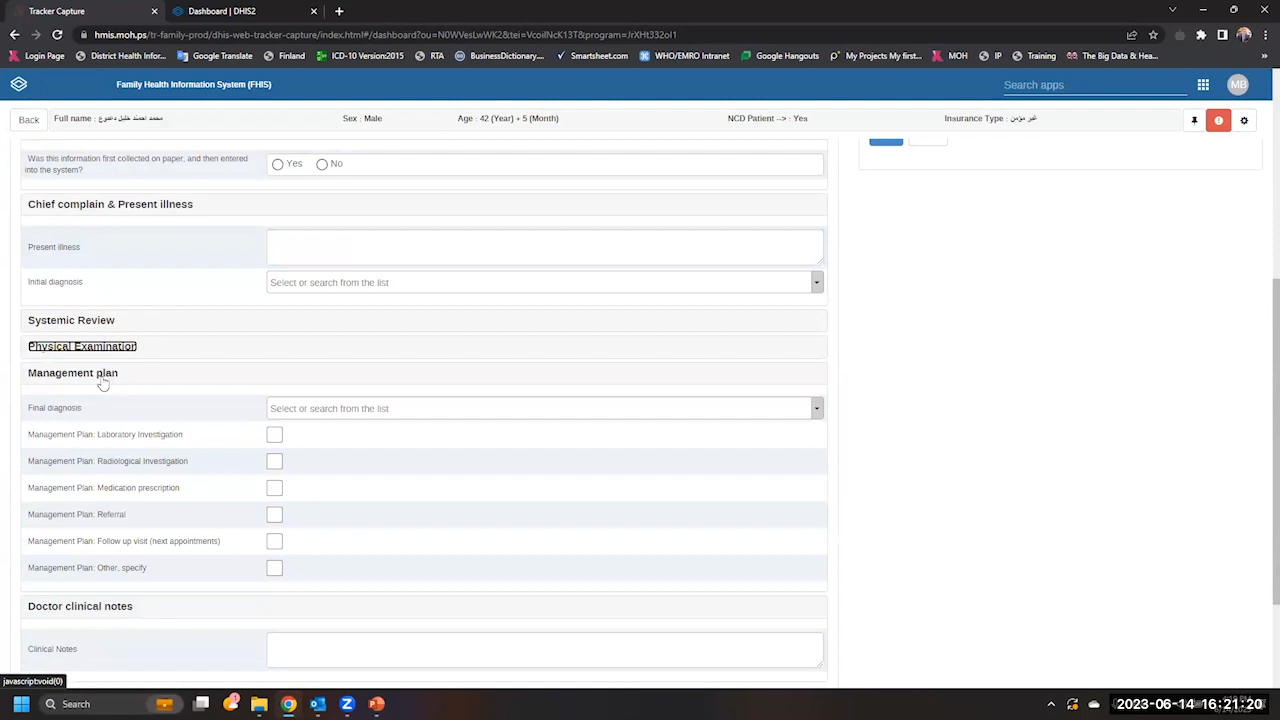 Tracker Capture
Dashboard | DHIS2
hmis.moh.ps/tr-family-prod/dhis-web-tracker-capture/index.html#/dashboard?ou=N0WVesLwWK2&tei=VcoilNcK13T&program=JrXHt332oI1
Login Page
District Health Infor...
Google Translate
Finland
ICD-10 Version:2015
RTA
BusinessDictionary....
Smartsheet.com
WHO/EMRO Intranet
Google Hangouts
My Projects My first...
MOH
IP
Training
The Big Data & Hea...
»
Family Health Information System (FHIS)
Search apps
MB
Back
Full name : محمد احمد خليل دعدوع
Sex : Male
Age : 42 (Year) + 5 (Month)
NCD Patient --> : Yes
Insurance Type : غير مؤمن
Was this information first collected on paper, and then entered
into the system?
Yes
No
Chief complain & Present illness
Present illness
Initial diagnosis
Select or search from the list
Systemic Review
Physical Examination
Management plan
Final diagnosis
Select or search from the list
Management Plan: Laboratory Investigation
Management Plan: Radiological Investigation
Management Plan: Medication prescription
Management Plan: Referral
Management Plan: Follow up visit (next appointments)
Management Plan: Other, specify
Doctor clinical notes
Clinical Notes
javascript:void(0)
Search
2023-06-14 16:21:20